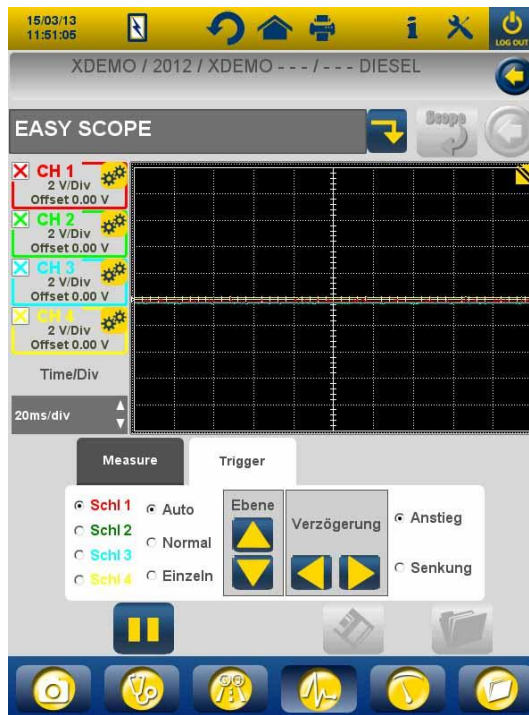 15/03/13
11:51:05
LOG OUT
XDEMO / 2012 / XDEMO - - - / - - - DIESEL
EASY SCOPE
Scope
CH 1
2 V/Div
Offset 0.00 V
CH 2
2 V/Div
Offset 0.00 V
CH 3
2 V/Div
Offset 0.00 V
CH 4
2 V/Div
Offset 0.00 V
Time/Div
20ms/div
Measure
Trigger
Schl 1
Schl 2
Schl 3
Schl 4
Auto
Normal
Einzeln
Ebene
Verzögerung
Anstieg
Senkung